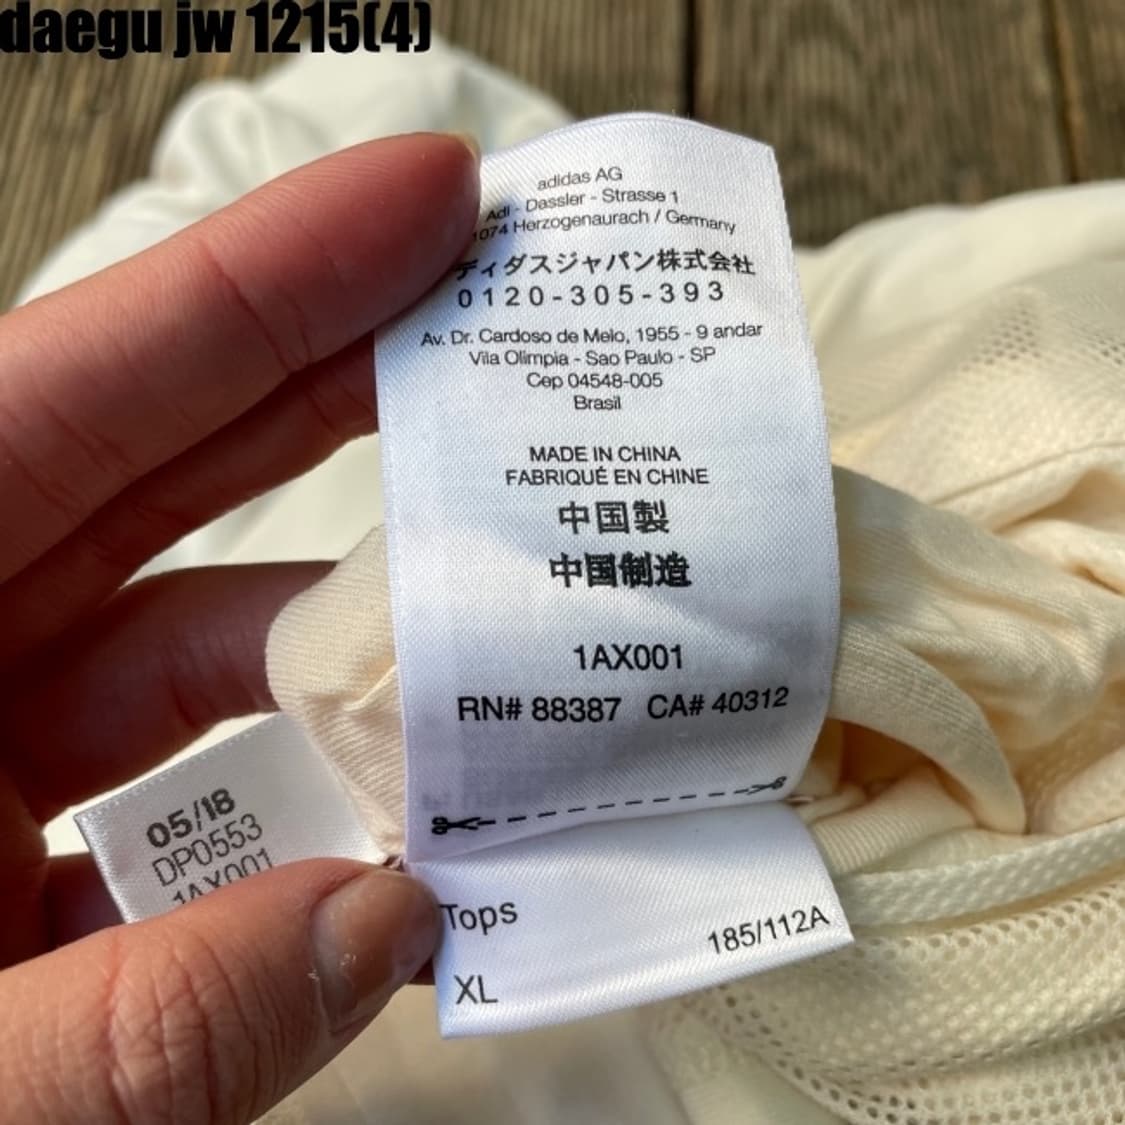 daegu jw 1215(4)
adidas AG
Adi - Dassler - Strasse 1
1074 Herzogenaurach / Germany
ディダスジャパン株式会社
0120-305-393
Av. Dr. Cardoso de Melo, 1955 - 9 andar
Vila Olimpia - Sao Paulo - SP
Cep 04548-005
Brasil
MADE IN CHINA
FABRIQUÉ EN CHINE
中国製
中国制造
1AX001
RN# 88387 CA# 40312
05/18
DP0553
1AX001
Tops
185/112A
XL